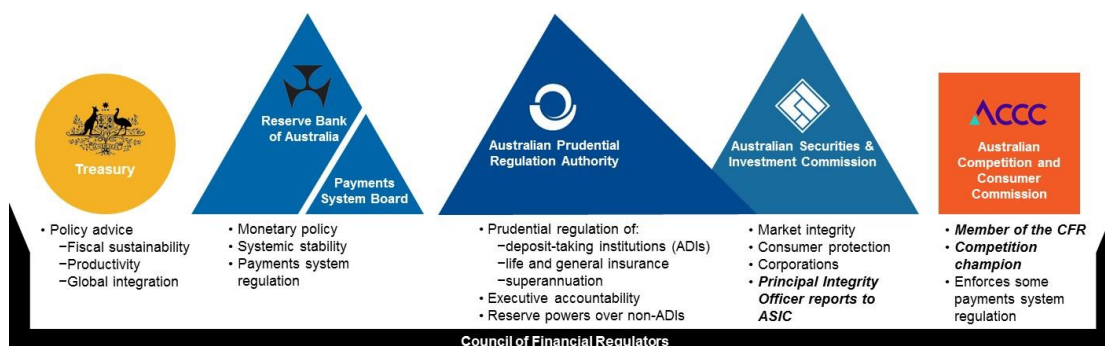 Treasury
• Policy advice
−Fiscal sustainability
−Productivity
−Global integration
Reserve Bank
of Australia
Payments
System Board
• Monetary policy
• Systemic stability
• Payments system
regulation
Australian Prudential
Regulation Authority
• Prudential regulation of:
−deposit-taking institutions (ADIs)
−life and general insurance
−superannuation
• Executive accountability
• Reserve powers over non-ADIs
Australian Securities &
Investment Commission
• Market integrity
• Consumer protection
• Corporations
• Principal Integrity
Officer reports to
ASIC
ACCC
Australian
Competition and
Consumer
Commission
• Member of the CFR
• Competition
champion
• Enforces some
payments system
regulation
Council of Financial Regulators